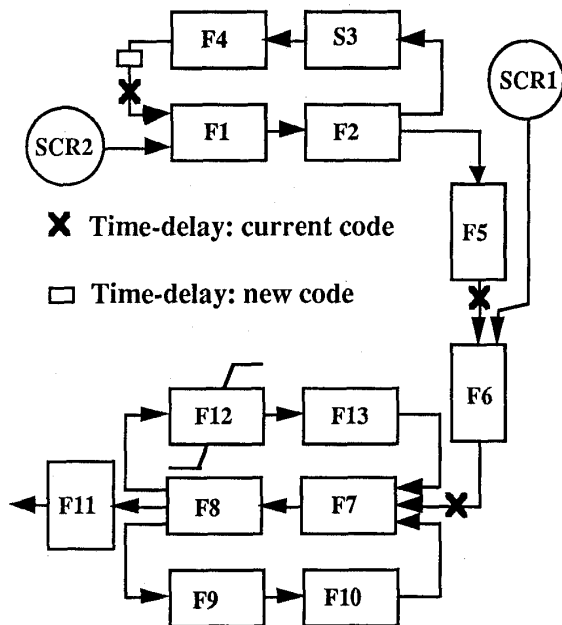 F4
S3
SCR1
F1
F2
SCR2
Time-delay: current code
F5
Time-delay: new code
F6
F12
F13
F11
F8
F7
F9
F10